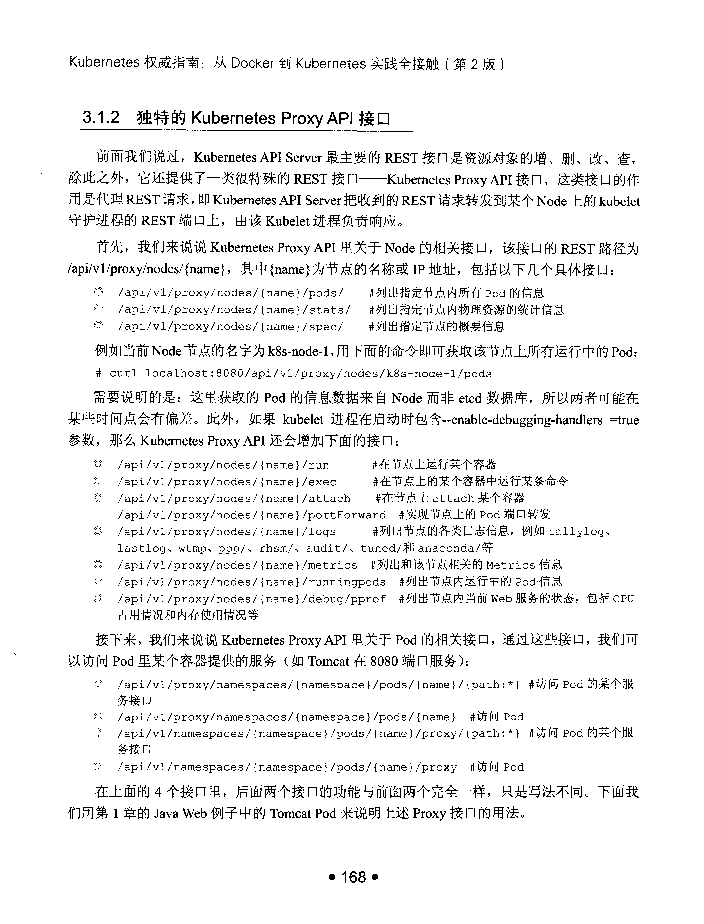 Kubernetes 权威指南：从 Docker 到 Kubernetes 实践全接触（第 2 版）
3.1.2 独特的 Kubernetes Proxy API 接口
前面我们说过，Kubernetes API Server 最主要的 REST 接口是资源对象的增、删、改、查，
除此之外，它还提供了一类很特殊的 REST 接口——Kubernetes Proxy API 接口，这类接口的作
用是代理 REST 请求，即 Kubernetes API Server 把收到的 REST 请求转发到某个 Node 上的 kubelet
守护进程的 REST 端口上，由该 Kubelet 进程负责响应。
首先，我们来说说 Kubernetes Proxy API 里关于 Node 的相关接口，该接口的 REST 路径为
/api/v1/proxy/nodes/{name}，其中{name}为节点的名称或 IP 地址，包括以下几个具体接口：
/api/v1/proxy/nodes/{name}/pods/ #列出指定节点内所有 Pod 的信息
/api/v1/proxy/nodes/{name}/stats/ #列出指定节点内物理资源的统计信息
/api/v1/proxy/nodes/{name}/spec/ #列出指定节点的概要信息
例如当前 Node 节点的名字为 k8s-node-1，用下面的命令即可获取该节点上所有运行中的 Pod：
# curl localhost:8080/api/v1/proxy/nodes/k8s-node-1/pods
需要说明的是：这里获取的 Pod 的信息数据来自 Node 而非 etcd 数据库，所以两者可能在
某些时间点会有偏差。此外，如果 kubelet 进程在启动时包含--enable-debugging-handlers =true
参数，那么 Kubernetes Proxy API 还会增加下面的接口：
/api/v1/proxy/nodes/{name}/run #在节点上运行某个容器
/api/v1/proxy/nodes/{name}/exec #在节点上的某个容器中运行某条命令
/api/v1/proxy/nodes/{name}/attach #在节点上attach某个容器
/api/v1/proxy/nodes/{name}/portForward #实现节点上的 Pod 端口转发
/api/v1/proxy/nodes/{name}/logs #列出节点的各类日志信息，例如 tallylog、
lastlog、wtmp、ppp/、rhsm/、audit/、tuned/和 anaconda/等
/api/v1/proxy/nodes/{name}/metrics #列出和该节点相关的 Metrics 信息
/api/v1/proxy/nodes/{name}/runningpods #列出节点内运行中的 Pod 信息
/api/v1/proxy/nodes/{name}/debug/pprof #列出节点内当前 Web 服务的状态，包括 CPU
占用情况和内存使用情况等
接下来，我们来说说 Kubernetes Proxy API 里关于 Pod 的相关接口，通过这些接口，我们可
以访问 Pod 里某个容器提供的服务（如 Tomcat 在 8080 端口服务）：
/api/v1/proxy/namespaces/{namespace}/pods/{name}/{path:*} #访问 Pod 的某个服
务接口
/api/v1/proxy/namespaces/{namespace}/pods/{name} #访问 Pod
/api/v1/namespaces/{namespace}/pods/{name}/proxy/{path:*} #访问 Pod 的某个服
务接口
/api/v1/namespaces/{namespace}/pods/{name}/proxy #访问 Pod
在上面的 4 个接口里，后面两个接口的功能与前面两个完全一样，只是写法不同。下面我
们用第 1 章的 Java Web 例子中的 Tomcat Pod 来说明上述 Proxy 接口的用法。
• 168 •